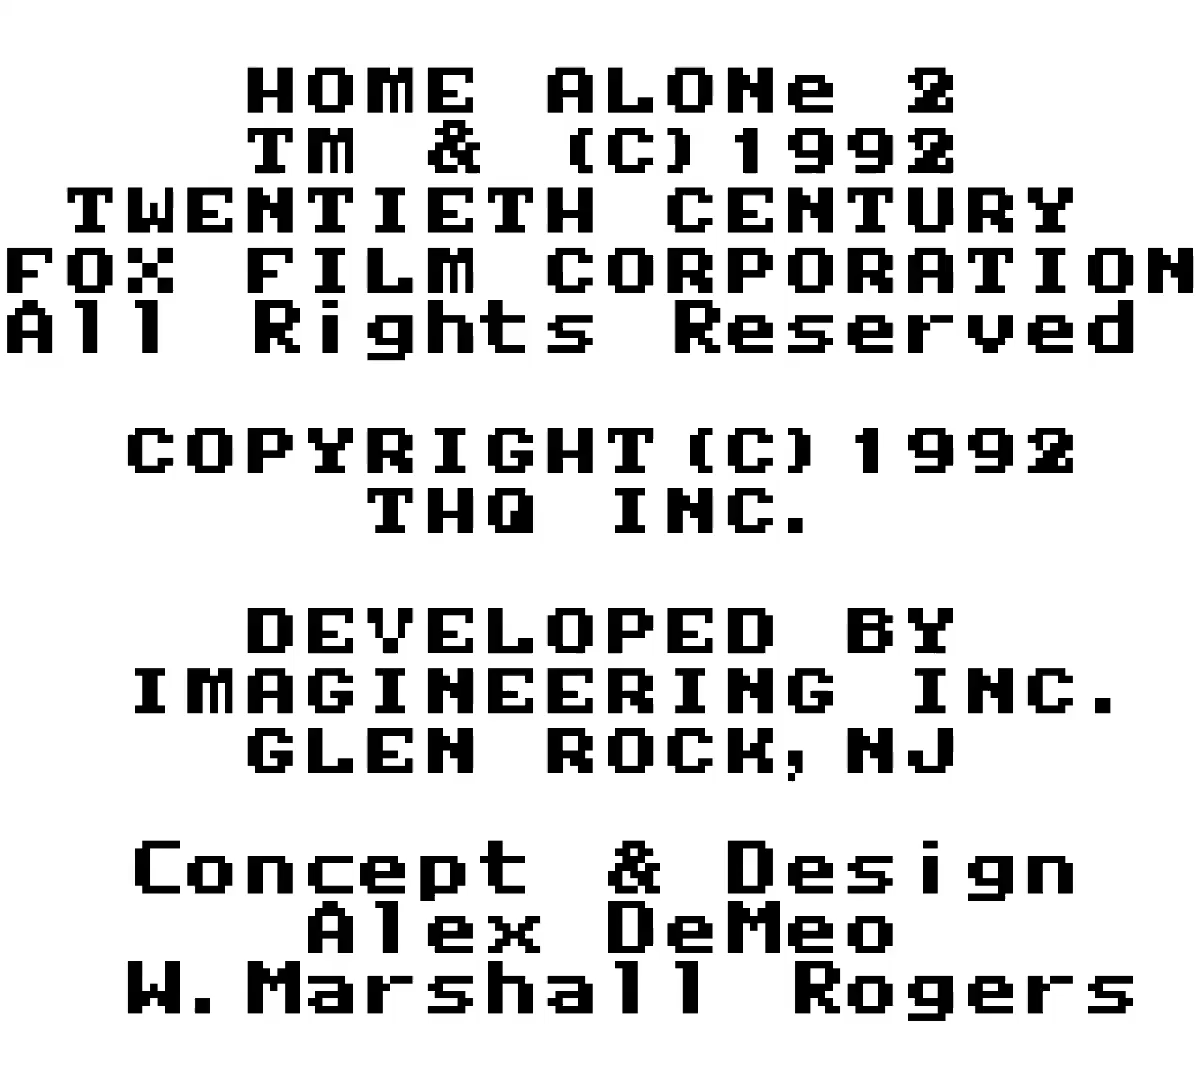 HOME ALONe 2
TM & (C)1992
TWENTIETH CENTURY
FOX FILM CORPORATION
All Rights Reserved
COPYRIGHT(C)1992
THQ INC.
DEVELOPED BY
IMAGINEERING INC.
GLEN ROCK,NJ
Concept & Design
Alex DeMeo
W.Marshall Rogers